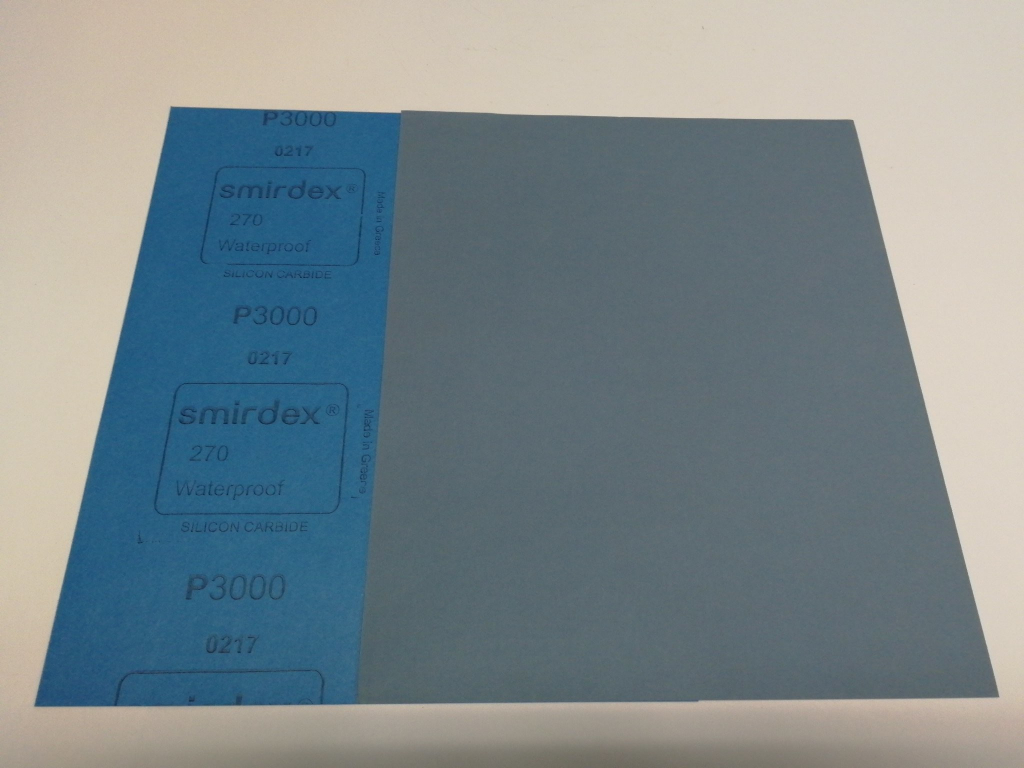 P3000
0217
smirdex®
270
Waterproof
Made in Greece
SILICON CARBIDE
P3000
0217
smirdex®
270
Waterproof
Made in Greece
SILICON CARBIDE
P3000
0217